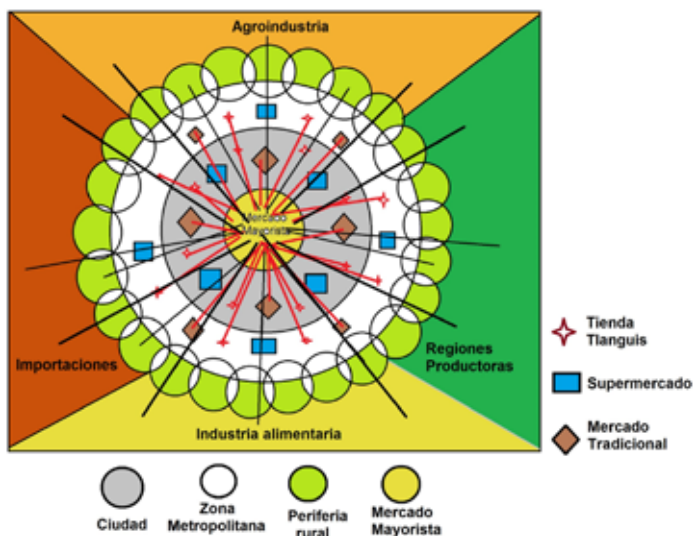 Agroindustria
Mercado
Mayorista
Importaciones
Regiones
Productoras
Industria alimentaria
Tienda
Tlanguis
Supermercado
Mercado
Tradicional
Ciudad
Zona
Metropolitana
Periferia
rural
Mercado
Mayorista